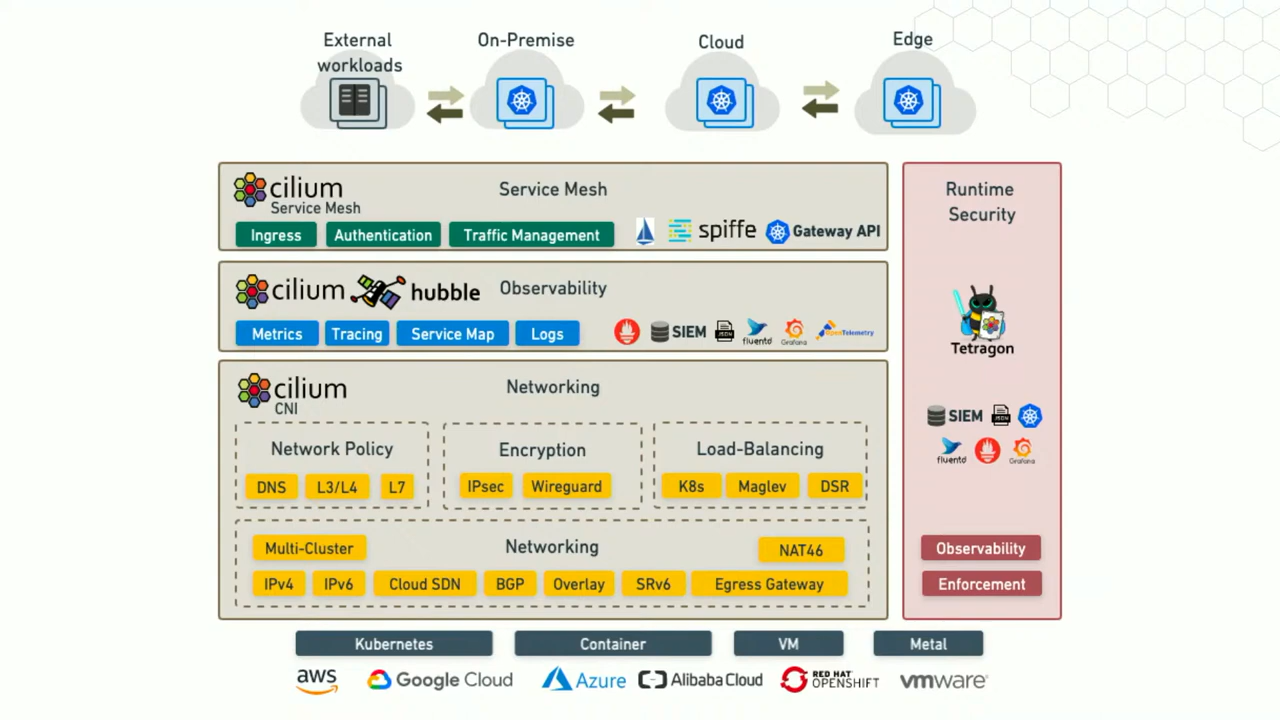 External
workloads
On-Premise
Cloud
Edge
cilium
Service Mesh
Service Mesh
Ingress
Authentication
Traffic Management
spiffe
Gateway API
cilium
hubble
Observability
Metrics
Tracing
Service Map
Logs
SIEM
JSON
fluentd
Grafana
OpenTelemetry
cilium
CNI
Networking
Network Policy
DNS
L3/L4
L7
Encryption
IPsec
Wireguard
Load-Balancing
K8s
Maglev
DSR
Multi-Cluster
Networking
NAT46
IPv4
IPv6
Cloud SDN
BGP
Overlay
SRv6
Egress Gateway
Runtime
Security
Tetragon
SIEM
JSON
fluentd
Grafana
Observability
Enforcement
Kubernetes
Container
VM
Metal
aws
Google Cloud
Azure
Alibaba Cloud
RED HAT
OPENSHIFT
vmware